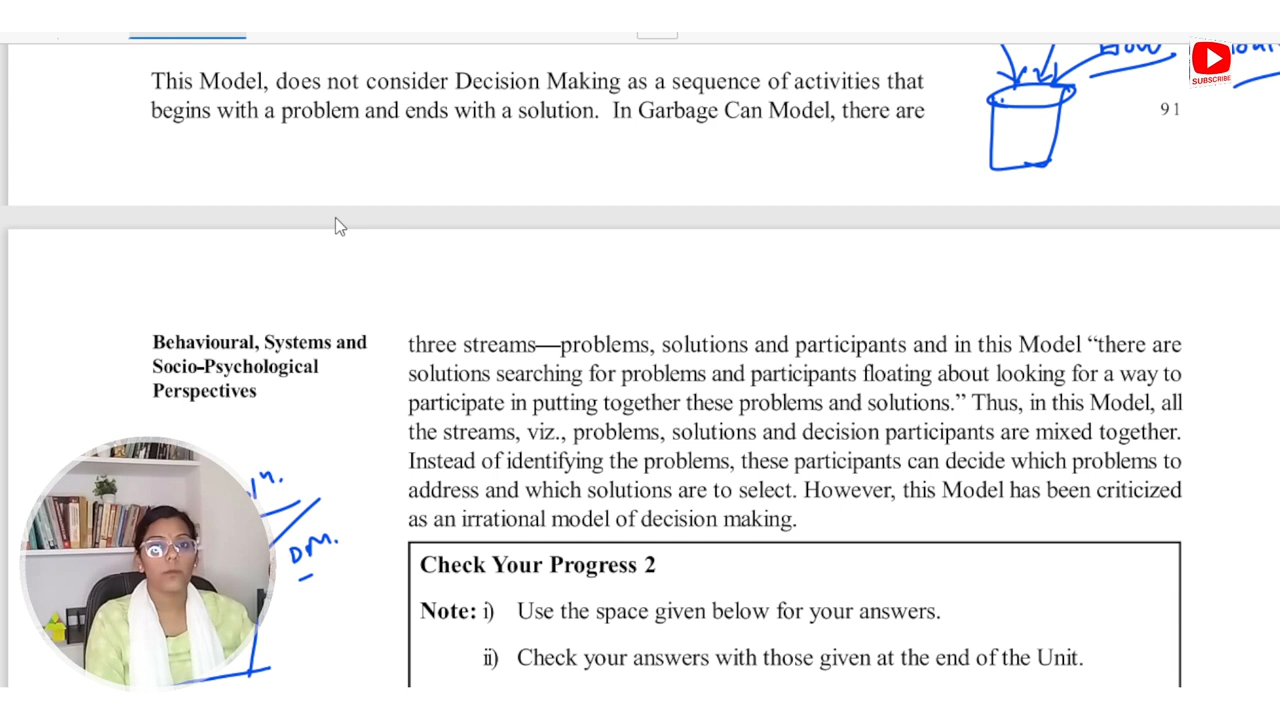 This Model, does not consider Decision Making as a sequence of activities that
begins with a problem and ends with a solution. In Garbage Can Model, there are
SUBSCRIBE
91
Behavioural, Systems and
Socio-Psychological
Perspectives
three streams—problems, solutions and participants and in this Model “there are
solutions searching for problems and participants floating about looking for a way to
participate in putting together these problems and solutions.” Thus, in this Model, all
the streams, viz., problems, solutions and decision participants are mixed together.
Instead of identifying the problems, these participants can decide which problems to
address and which solutions are to select. However, this Model has been criticized
as an irrational model of decision making.
DM.
Check Your Progress 2
Note: i) Use the space given below for your answers.
ii) Check your answers with those given at the end of the Unit.